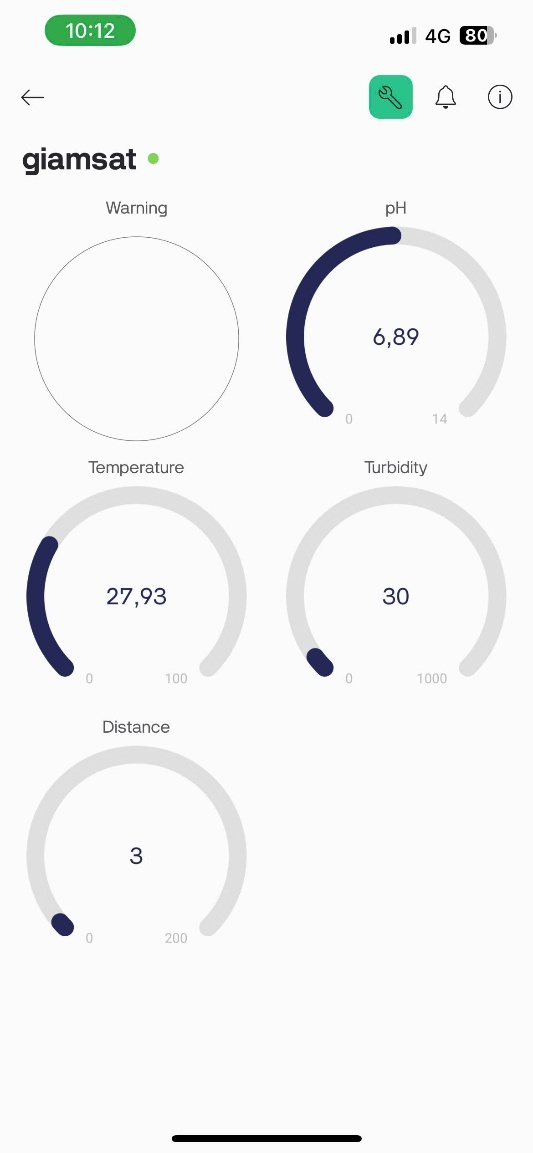 10:12
4G 80
giamsat
Warning
pH
6,89
0 14
Temperature
Turbidity
27,93
30
0 100
0 1000
Distance
3
0 200